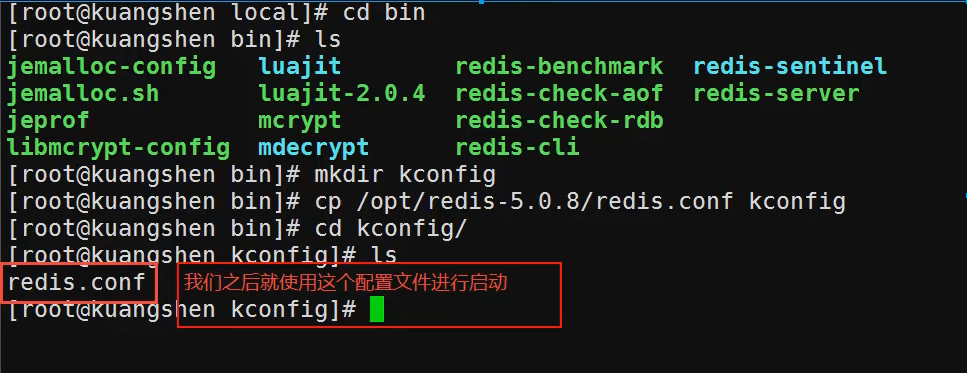 [root@kuangshen local]# cd bin
[root@kuangshen bin]# ls
jemalloc-config luajit redis-benchmark redis-sentinel
jemalloc.sh luajit-2.0.4 redis-check-aof redis-server
jeprof mcrypt redis-check-rdb
libmcrypt-config mdecrypt redis-cli
[root@kuangshen bin]# mkdir kconfig
[root@kuangshen bin]# cp /opt/redis-5.0.8/redis.conf kconfig
[root@kuangshen bin]# cd kconfig/
[root@kuangshen kconfig]# ls
redis.conf 我们之后就使用这个配置文件进行启动
[root@kuangshen kconfig]#